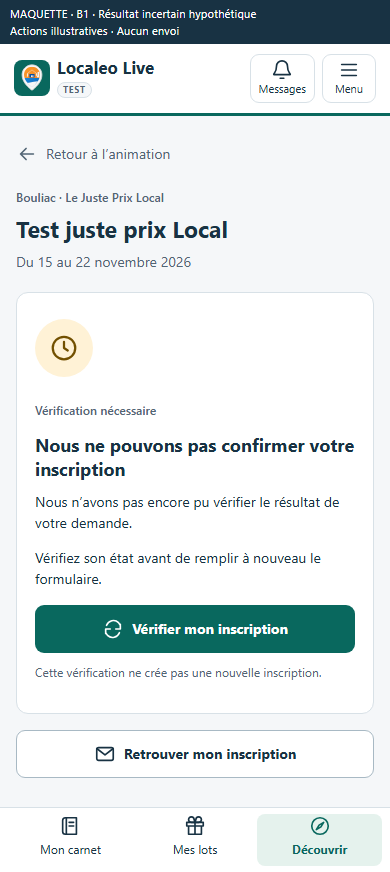 MAQUETTE · B1 · Résultat incertain hypothétique
Actions illustratives · Aucun envoi
Localeo Live
TEST
Messages
Menu
Retour à l’animation
Bouliac · Le Juste Prix Local
Test juste prix Local
Du 15 au 22 novembre 2026
Vérification nécessaire
Nous ne pouvons pas confirmer votre
inscription
Nous n’avons pas encore pu vérifier le résultat de
votre demande.
Vérifiez son état avant de remplir à nouveau le
formulaire.
Vérifier mon inscription
Cette vérification ne crée pas une nouvelle inscription.
Retrouver mon inscription
Mon carnet
Mes lots
Découvrir